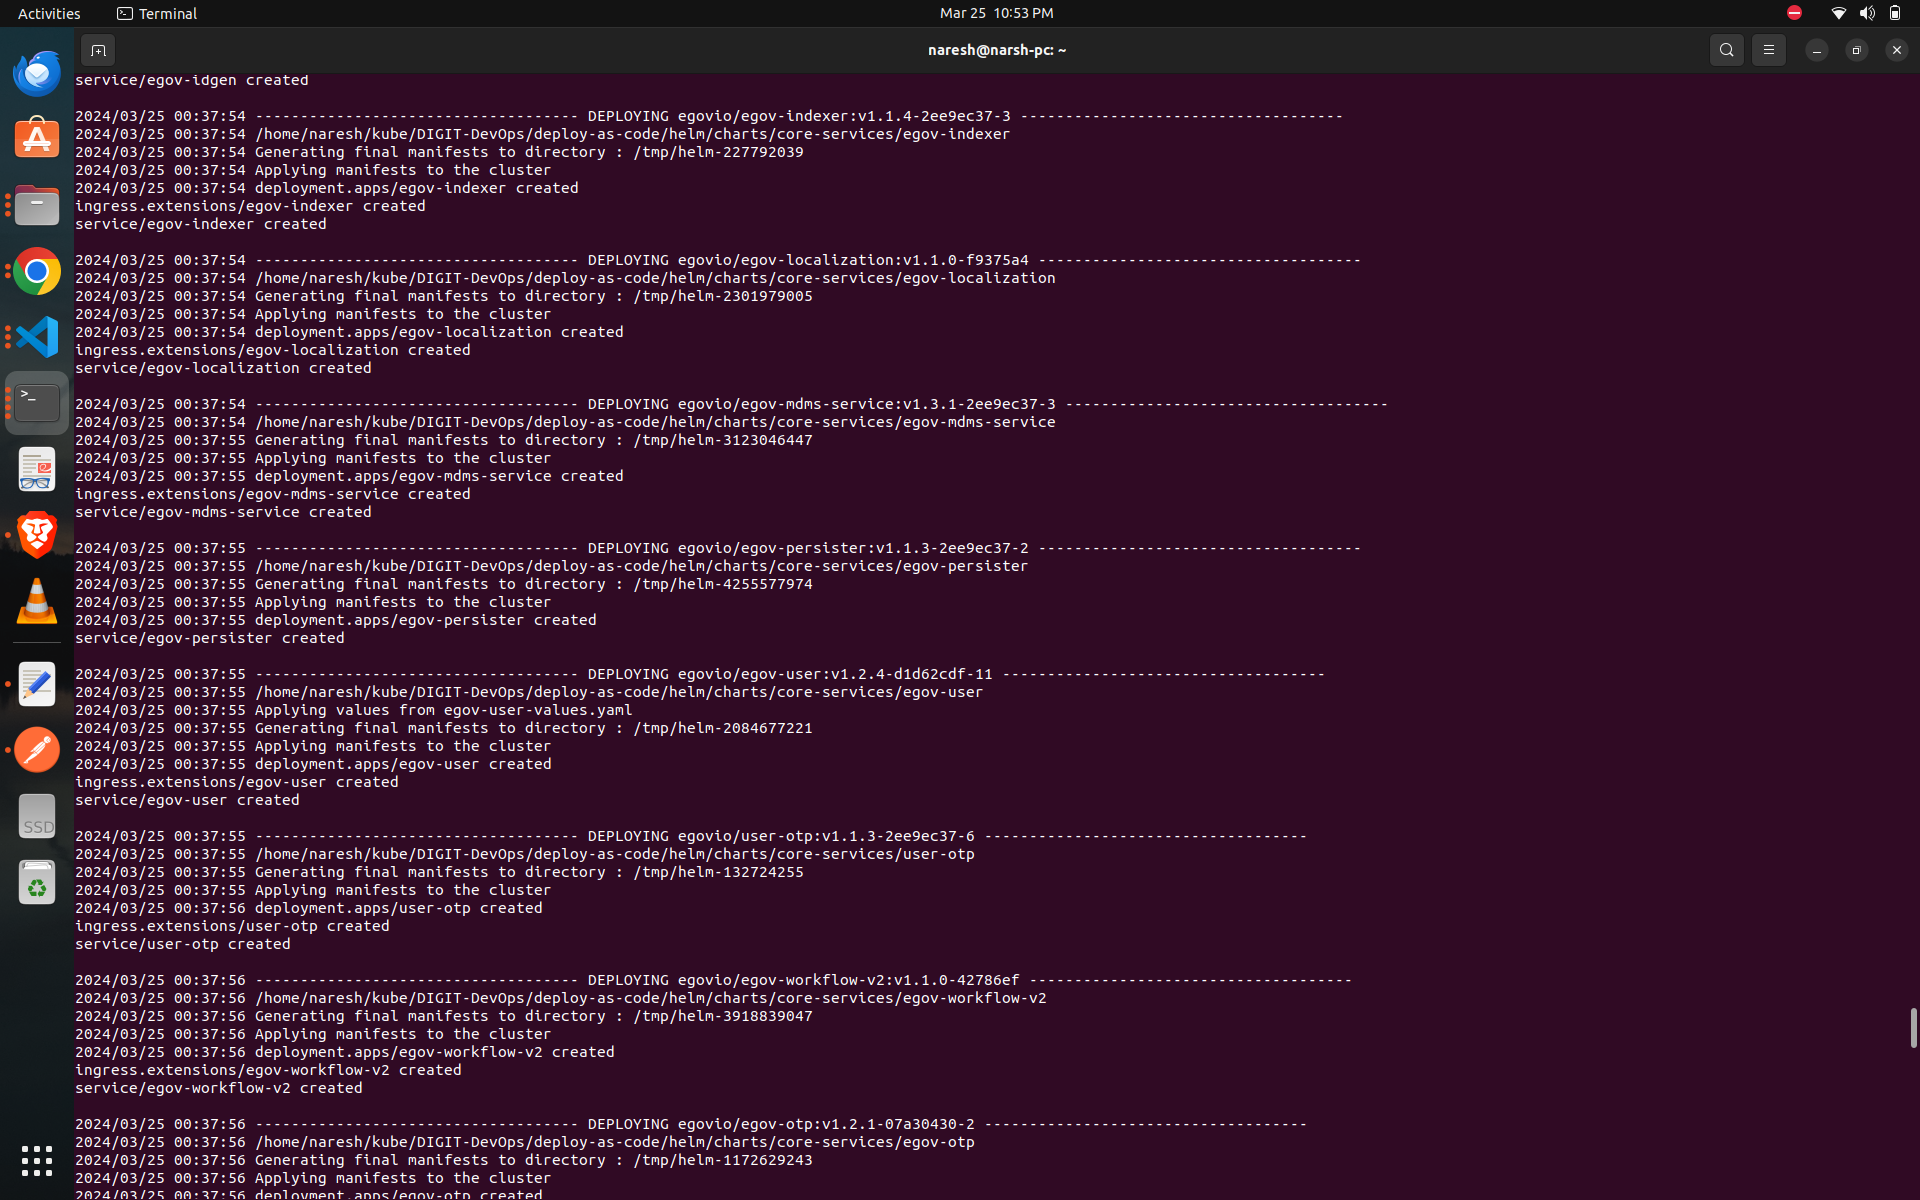 Activities
Terminal
Mar 25  10:53 PM
naresh@narsh-pc: ~
service/egov-idgen created

2024/03/25 00:37:54 ------------------------------------ DEPLOYING egovio/egov-indexer:v1.1.4-2ee9ec37-3 ------------------------------------
2024/03/25 00:37:54 /home/naresh/kube/DIGIT-DevOps/deploy-as-code/helm/charts/core-services/egov-indexer
2024/03/25 00:37:54 Generating final manifests to directory : /tmp/helm-227792039
2024/03/25 00:37:54 Applying manifests to the cluster
2024/03/25 00:37:54 deployment.apps/egov-indexer created
ingress.extensions/egov-indexer created
service/egov-indexer created

2024/03/25 00:37:54 ------------------------------------ DEPLOYING egovio/egov-localization:v1.1.0-f9375a4 ------------------------------------
2024/03/25 00:37:54 /home/naresh/kube/DIGIT-DevOps/deploy-as-code/helm/charts/core-services/egov-localization
2024/03/25 00:37:54 Generating final manifests to directory : /tmp/helm-2301979005
2024/03/25 00:37:54 Applying manifests to the cluster
2024/03/25 00:37:54 deployment.apps/egov-localization created
ingress.extensions/egov-localization created
service/egov-localization created

2024/03/25 00:37:54 ------------------------------------ DEPLOYING egovio/egov-mdms-service:v1.3.1-2ee9ec37-3 ------------------------------------
2024/03/25 00:37:54 /home/naresh/kube/DIGIT-DevOps/deploy-as-code/helm/charts/core-services/egov-mdms-service
2024/03/25 00:37:55 Generating final manifests to directory : /tmp/helm-3123046447
2024/03/25 00:37:55 Applying manifests to the cluster
2024/03/25 00:37:55 deployment.apps/egov-mdms-service created
ingress.extensions/egov-mdms-service created
service/egov-mdms-service created

2024/03/25 00:37:55 ------------------------------------ DEPLOYING egovio/egov-persister:v1.1.3-2ee9ec37-2 ------------------------------------
2024/03/25 00:37:55 /home/naresh/kube/DIGIT-DevOps/deploy-as-code/helm/charts/core-services/egov-persister
2024/03/25 00:37:55 Generating final manifests to directory : /tmp/helm-4255577974
2024/03/25 00:37:55 Applying manifests to the cluster
2024/03/25 00:37:55 deployment.apps/egov-persister created
service/egov-persister created

2024/03/25 00:37:55 ------------------------------------ DEPLOYING egovio/egov-user:v1.2.4-d1d62cdf-11 ------------------------------------
2024/03/25 00:37:55 /home/naresh/kube/DIGIT-DevOps/deploy-as-code/helm/charts/core-services/egov-user
2024/03/25 00:37:55 Applying values from egov-user-values.yaml
2024/03/25 00:37:55 Generating final manifests to directory : /tmp/helm-2084677221
2024/03/25 00:37:55 Applying manifests to the cluster
2024/03/25 00:37:55 deployment.apps/egov-user created
ingress.extensions/egov-user created
service/egov-user created

2024/03/25 00:37:55 ------------------------------------ DEPLOYING egovio/user-otp:v1.1.3-2ee9ec37-6 ------------------------------------
2024/03/25 00:37:55 /home/naresh/kube/DIGIT-DevOps/deploy-as-code/helm/charts/core-services/user-otp
2024/03/25 00:37:55 Generating final manifests to directory : /tmp/helm-132724255
2024/03/25 00:37:55 Applying manifests to the cluster
2024/03/25 00:37:56 deployment.apps/user-otp created
ingress.extensions/user-otp created
service/user-otp created

2024/03/25 00:37:56 ------------------------------------ DEPLOYING egovio/egov-workflow-v2:v1.1.0-42786ef ------------------------------------
2024/03/25 00:37:56 /home/naresh/kube/DIGIT-DevOps/deploy-as-code/helm/charts/core-services/egov-workflow-v2
2024/03/25 00:37:56 Generating final manifests to directory : /tmp/helm-3918839047
2024/03/25 00:37:56 Applying manifests to the cluster
2024/03/25 00:37:56 deployment.apps/egov-workflow-v2 created
ingress.extensions/egov-workflow-v2 created
service/egov-workflow-v2 created

2024/03/25 00:37:56 ------------------------------------ DEPLOYING egovio/egov-otp:v1.2.1-07a30430-2 ------------------------------------
2024/03/25 00:37:56 /home/naresh/kube/DIGIT-DevOps/deploy-as-code/helm/charts/core-services/egov-otp
2024/03/25 00:37:56 Generating final manifests to directory : /tmp/helm-1172629243
2024/03/25 00:37:56 Applying manifests to the cluster
2024/03/25 00:37:56 deployment.apps/egov-otp created
SSD